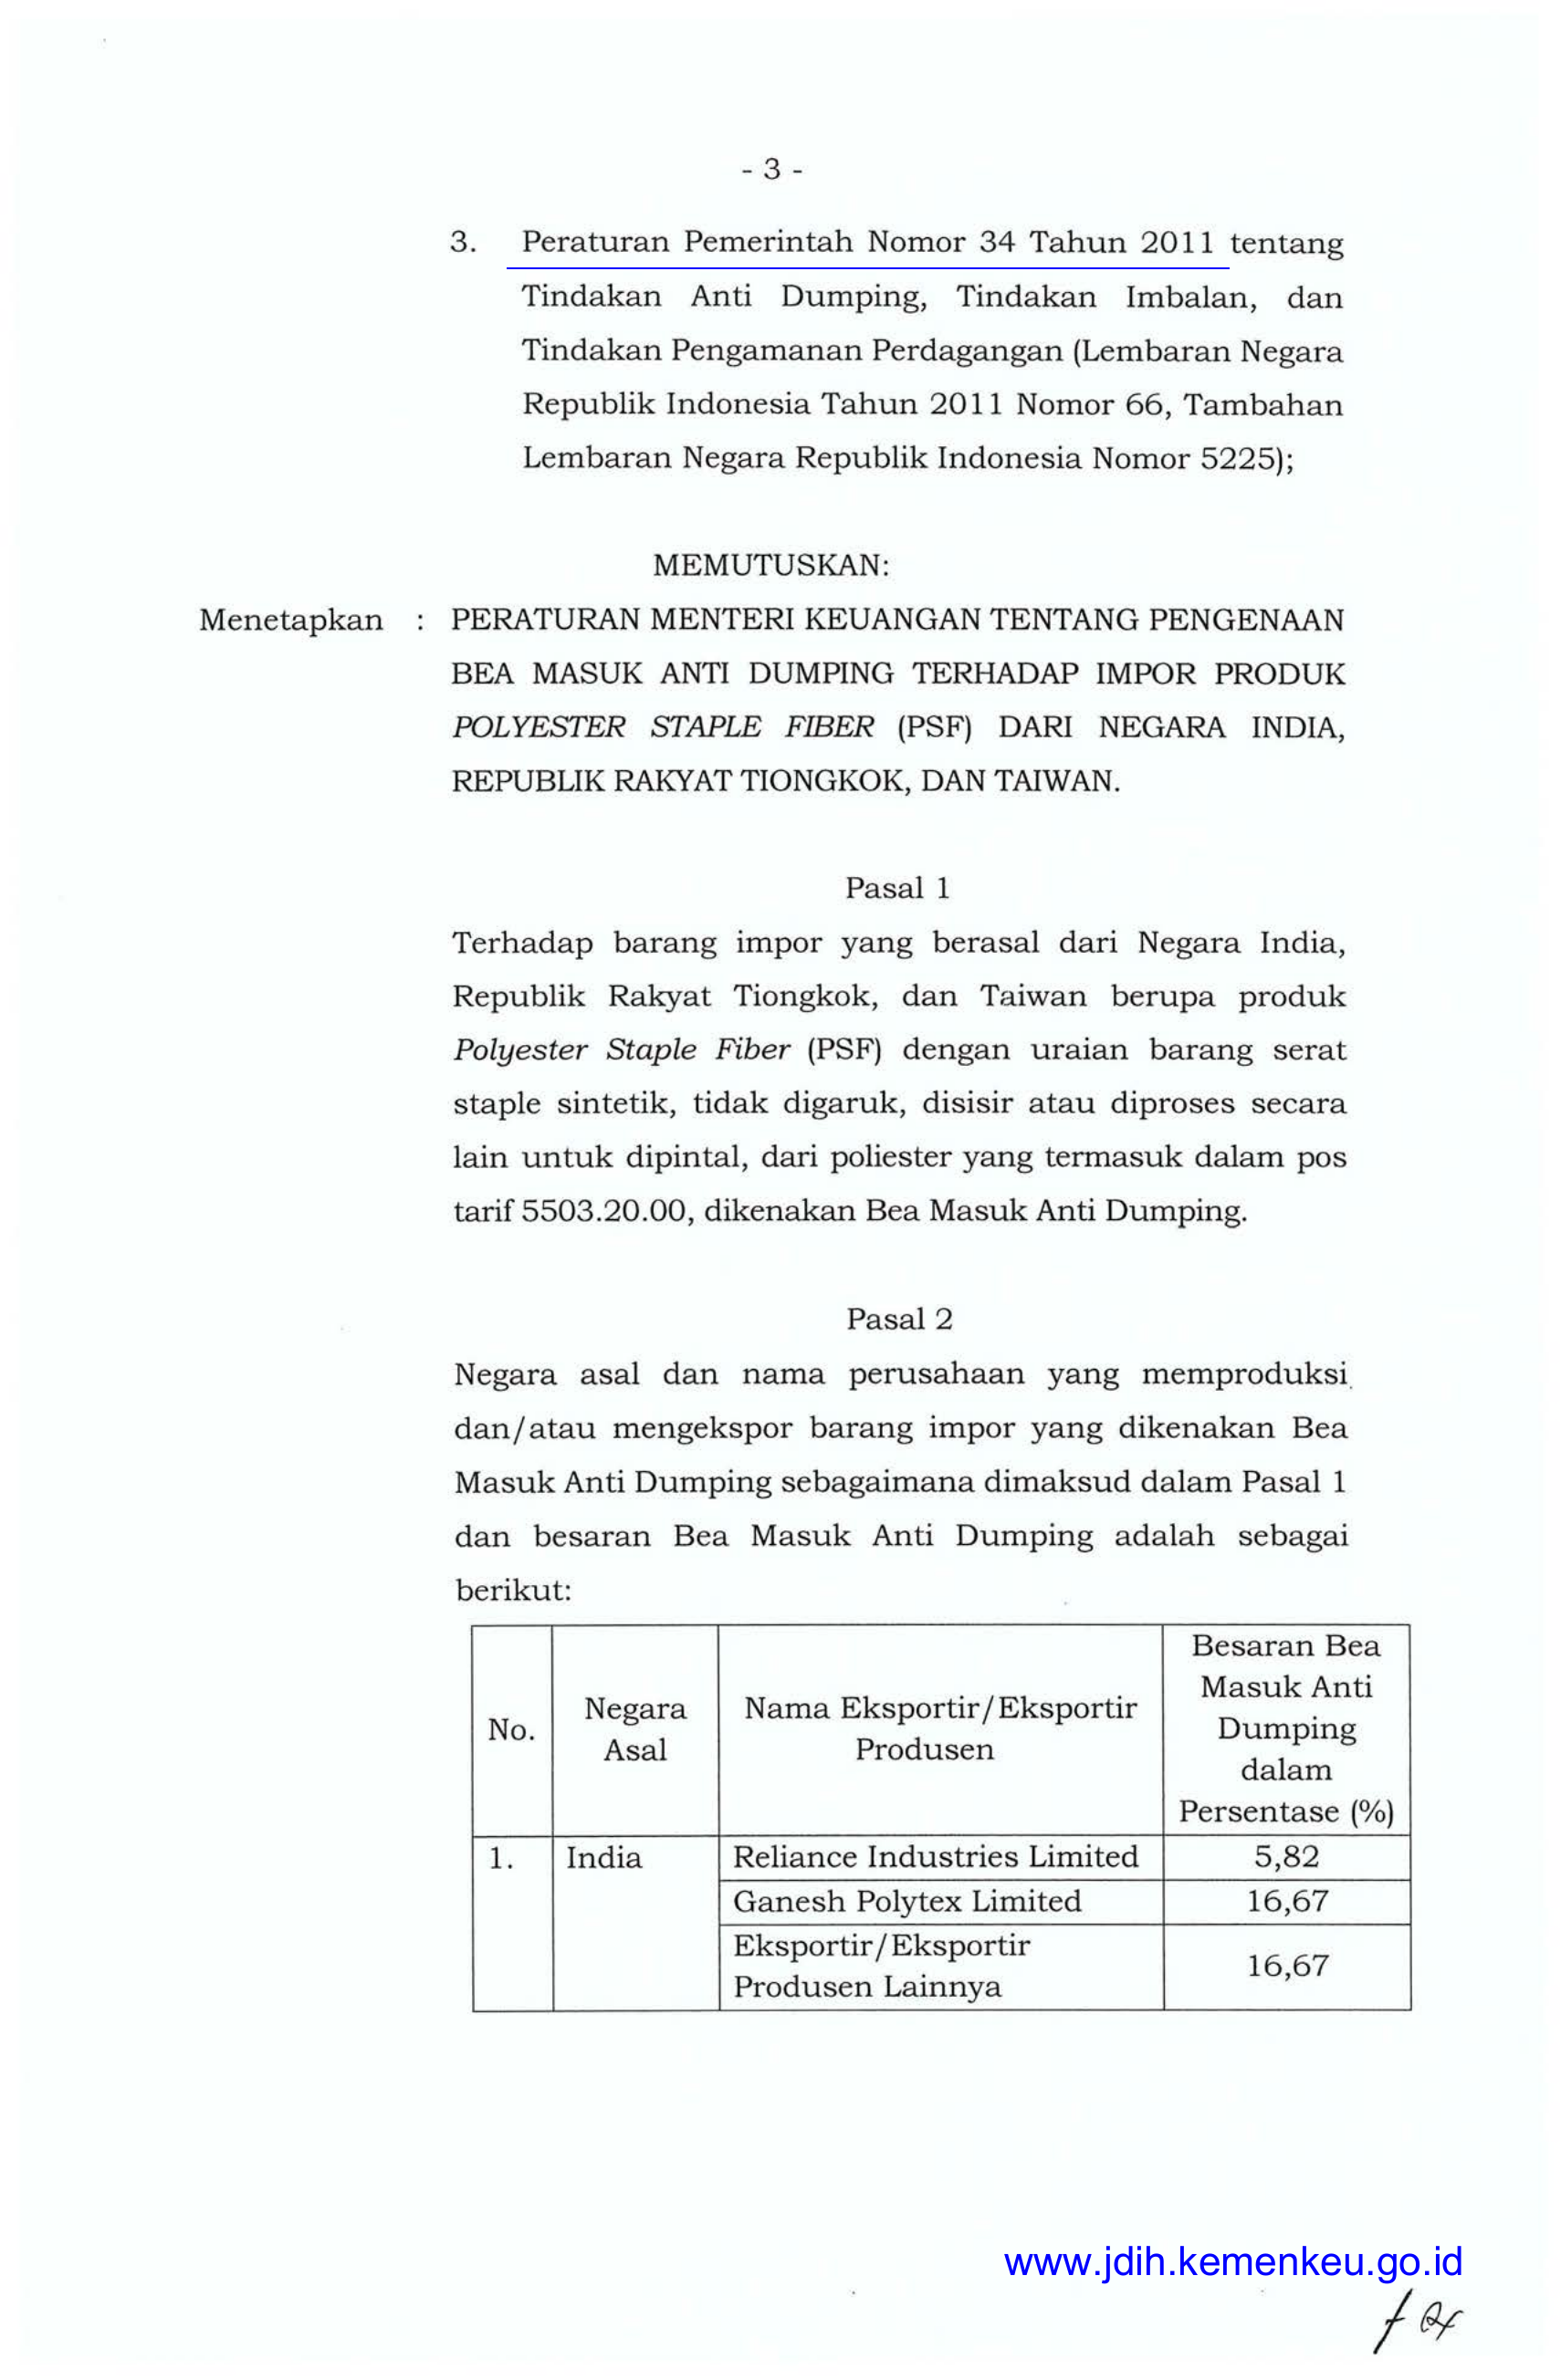 - 3 -
3. Peraturan Pemerintah Nomor 34 Tahun 2011 tentang
Tindakan Anti Dumping, Tindakan Imbalan, dan
Tindakan Pengamanan Perdagangan (Lembaran Negara
Republik Indonesia Tahun 2011 Nomor 66, Tambahan
Lembaran Negara Republik Indonesia Nomor 5225);
MEMUTUSKAN:
Menetapkan : PERATURAN MENTERI KEUANGAN TENTANG PENGENAAN
BEA MASUK ANTI DUMPING TERHADAP IMPOR PRODUK
POLYESTER STAPLE FIBER (PSF) DARI NEGARA INDIA,
REPUBLIK RAKYAT TIONGKOK, DAN TAIWAN.
Pasal 1
Terhadap barang impor yang berasal dari Negara India,
Republik Rakyat Tiongkok, dan Taiwan berupa produk
Polyester Staple Fiber (PSF) dengan uraian barang serat
staple sintetik, tidak digaruk, disisir atau diproses secara
lain untuk dipintal, dari poliester yang termasuk dalam pos
tarif 5503.20.00, dikenakan Bea Masuk Anti Dumping.
Pasal 2
Negara asal dan nama perusahaan yang memproduksi
dan/atau mengekspor barang impor yang dikenakan Bea
Masuk Anti Dumping sebagaimana dimaksud dalam Pasal 1
dan besaran Bea Masuk Anti Dumping adalah sebagai
berikut:
No.
Negara
Asal
Nama Eksportir/Eksportir
Produsen
Besaran Bea
Masuk Anti
Dumping
dalam
Persentase (%)
1. India Reliance Industries Limited 5,82
Ganesh Polytex Limited 16,67
Eksportir/Eksportir
Produsen Lainnya
16,67
www.jdih.kemenkeu.go.id